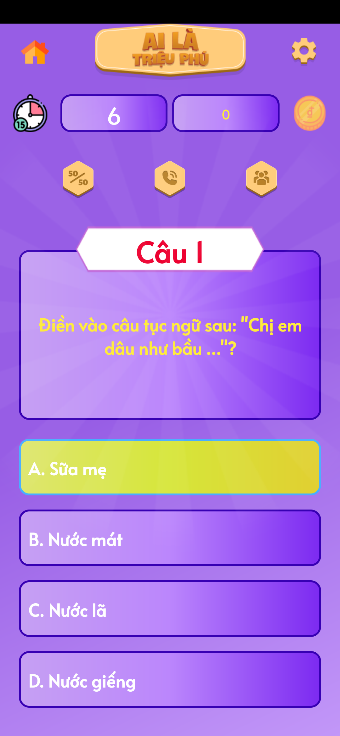 AI LÀ
TRIỆU PHÚ
15
6
0
50
50
Câu 1
Điền vào câu tục ngữ sau: "Chị em
dâu như bầu ..."?
A. Sữa mẹ
B. Nước mát
C. Nước lã
D. Nước giếng